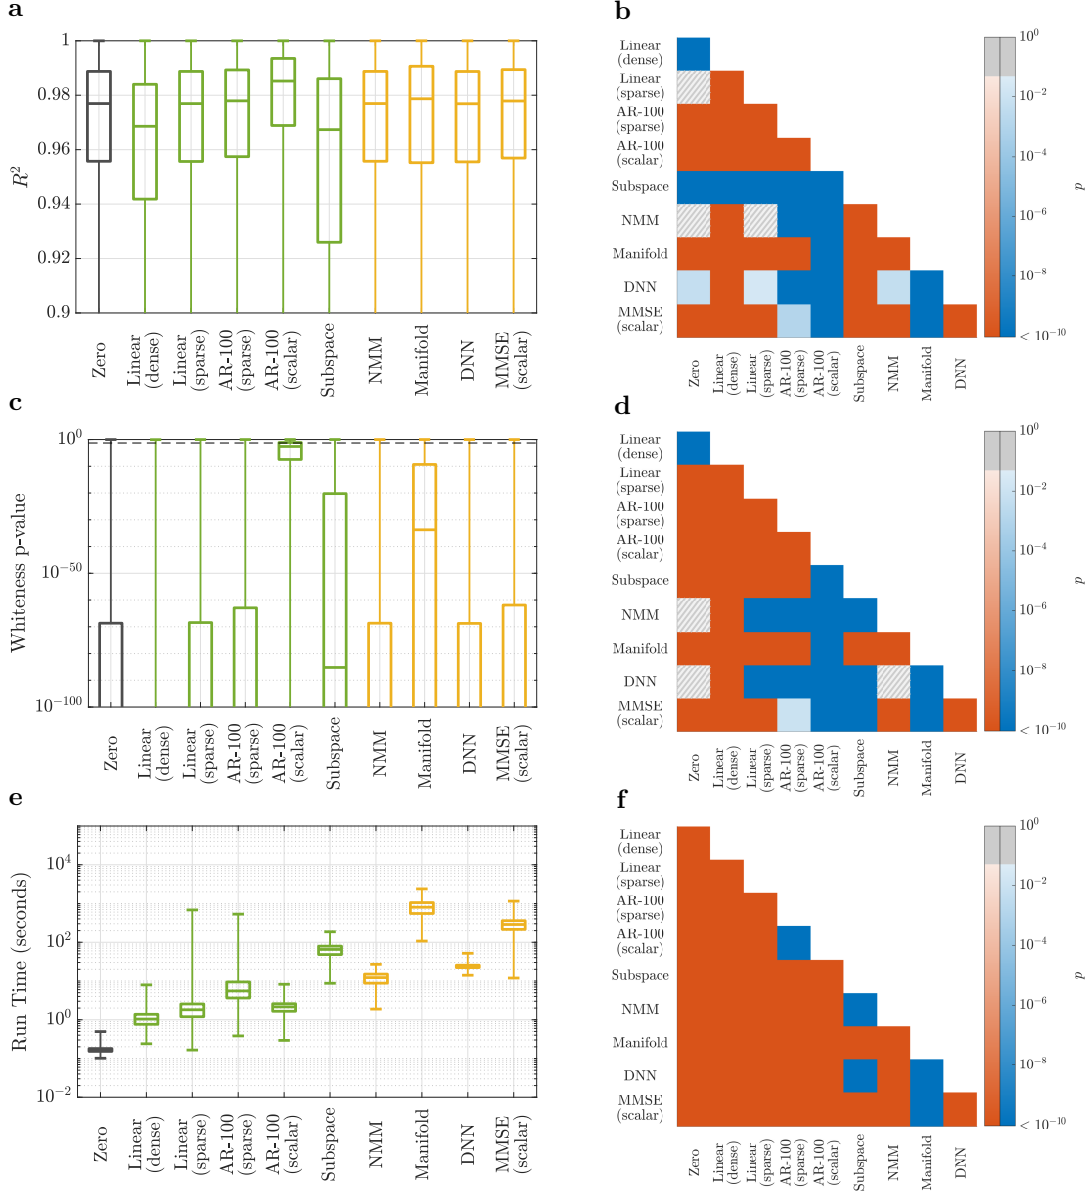 a
1
0.98
0.96
0.94
0.92
0.9
R²
Zero
Linear
(dense)
Linear
(sparse)
AR-100
(sparse)
AR-100
(scalar)
Subspace
NMM
Manifold
DNN
MMSE
(scalar)
b
Linear
(dense)
Linear
(sparse)
AR-100
(sparse)
AR-100
(scalar)
Subspace
NMM
Manifold
DNN
MMSE
(scalar)
Zero
Linear
(dense)
Linear
(sparse)
AR-100
(sparse)
AR-100
(scalar)
Subspace
NMM
Manifold
DNN
10⁰
10⁻²
10⁻⁴
10⁻⁶
10⁻⁸
< 10⁻¹⁰
p
c
10⁰
10⁻⁵⁰
10⁻¹⁰⁰
Whiteness p-value
Zero
Linear
(dense)
Linear
(sparse)
AR-100
(sparse)
AR-100
(scalar)
Subspace
NMM
Manifold
DNN
MMSE
(scalar)
d
Linear
(dense)
Linear
(sparse)
AR-100
(sparse)
AR-100
(scalar)
Subspace
NMM
Manifold
DNN
MMSE
(scalar)
Zero
Linear
(dense)
Linear
(sparse)
AR-100
(sparse)
AR-100
(scalar)
Subspace
NMM
Manifold
DNN
10⁰
10⁻²
10⁻⁴
10⁻⁶
10⁻⁸
< 10⁻¹⁰
p
e
10⁴
10²
10⁰
10⁻²
Run Time (seconds)
Zero
Linear
(dense)
Linear
(sparse)
AR-100
(sparse)
AR-100
(scalar)
Subspace
NMM
Manifold
DNN
MMSE
(scalar)
f
Linear
(dense)
Linear
(sparse)
AR-100
(sparse)
AR-100
(scalar)
Subspace
NMM
Manifold
DNN
MMSE
(scalar)
Zero
Linear
(dense)
Linear
(sparse)
AR-100
(sparse)
AR-100
(scalar)
Subspace
NMM
Manifold
DNN
10⁰
10⁻²
10⁻⁴
10⁻⁶
10⁻⁸
< 10⁻¹⁰
p